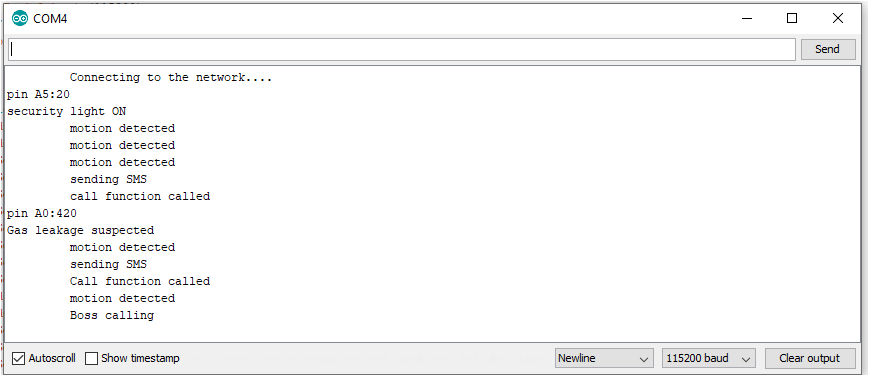 COM4
Send
Connecting to the network....
pin A5:20
security light ON
motion detected
motion detected
motion detected
sending SMS
call function called
pin A0:420
Gas leakage suspected
motion detected
sending SMS
Call function called
motion detected
Boss calling
Autoscroll Show timestamp Newline 115200 baud Clear output